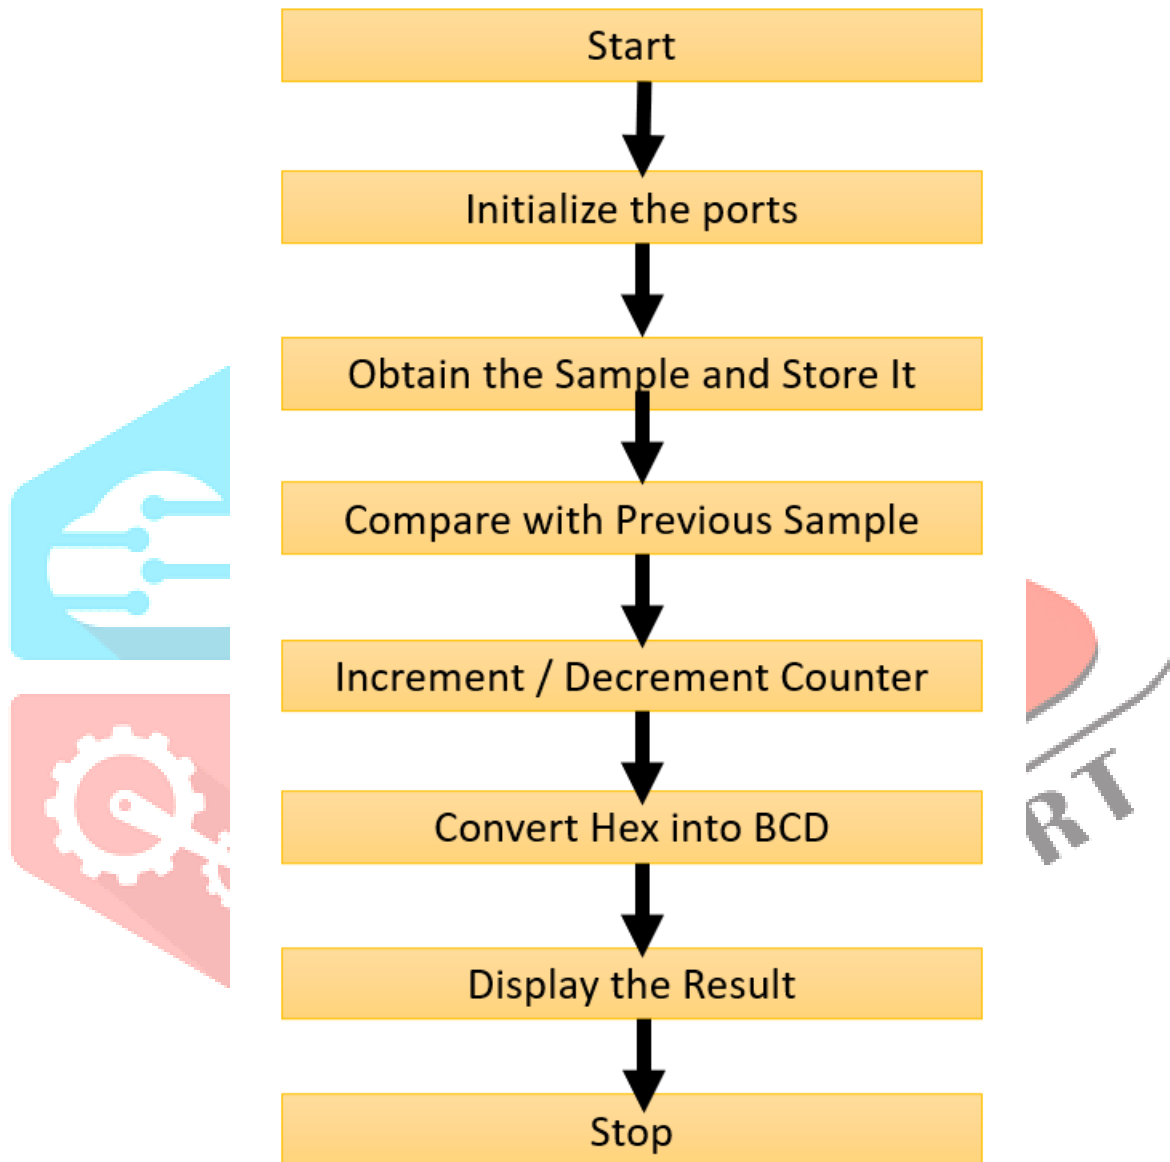 Start
Initialize the ports
Obtain the Sample and Store It
Compare with Previous Sample
Increment / Decrement Counter
Convert Hex into BCD
RT
Display the Result
Stop